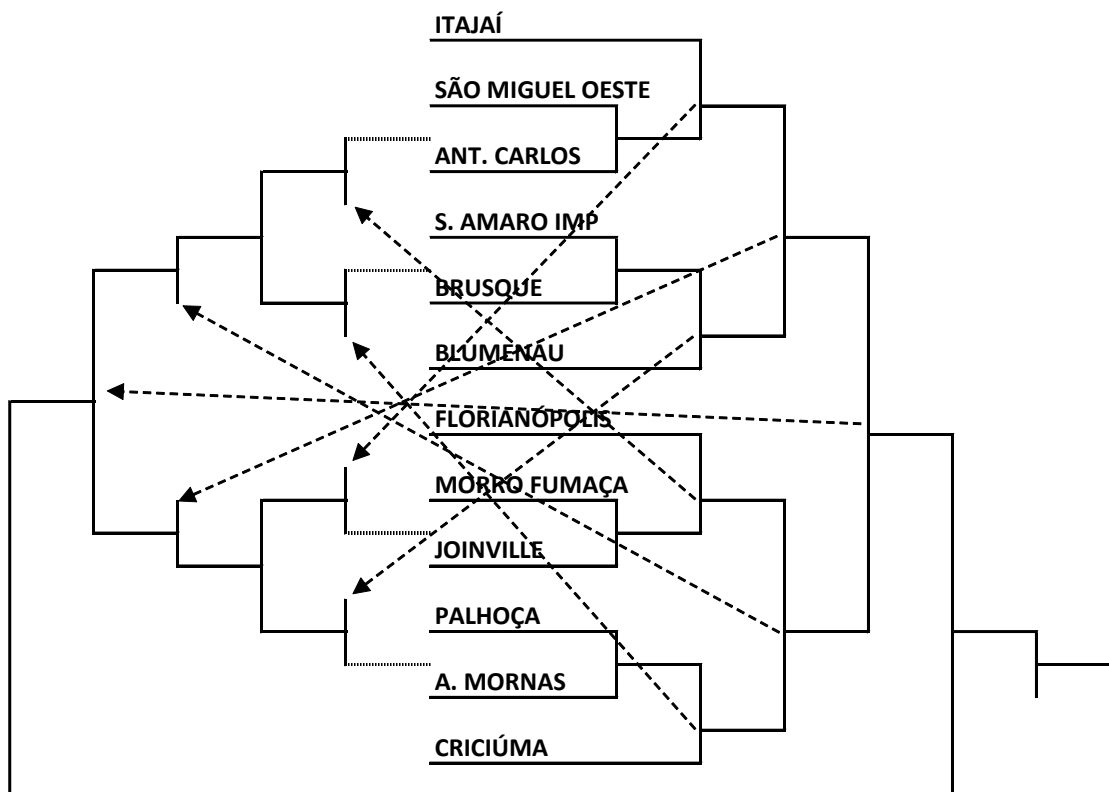 ITAJAÍ
SÃO MIGUEL OESTE
ANT. CARLOS
S. AMARO IMP
BRUSQUE
BLUMENAU
FLORIANÓPOLIS
MORRO FUMAÇA
JOINVILLE
PALHOÇA
A. MORNAS
CRICIÚMA